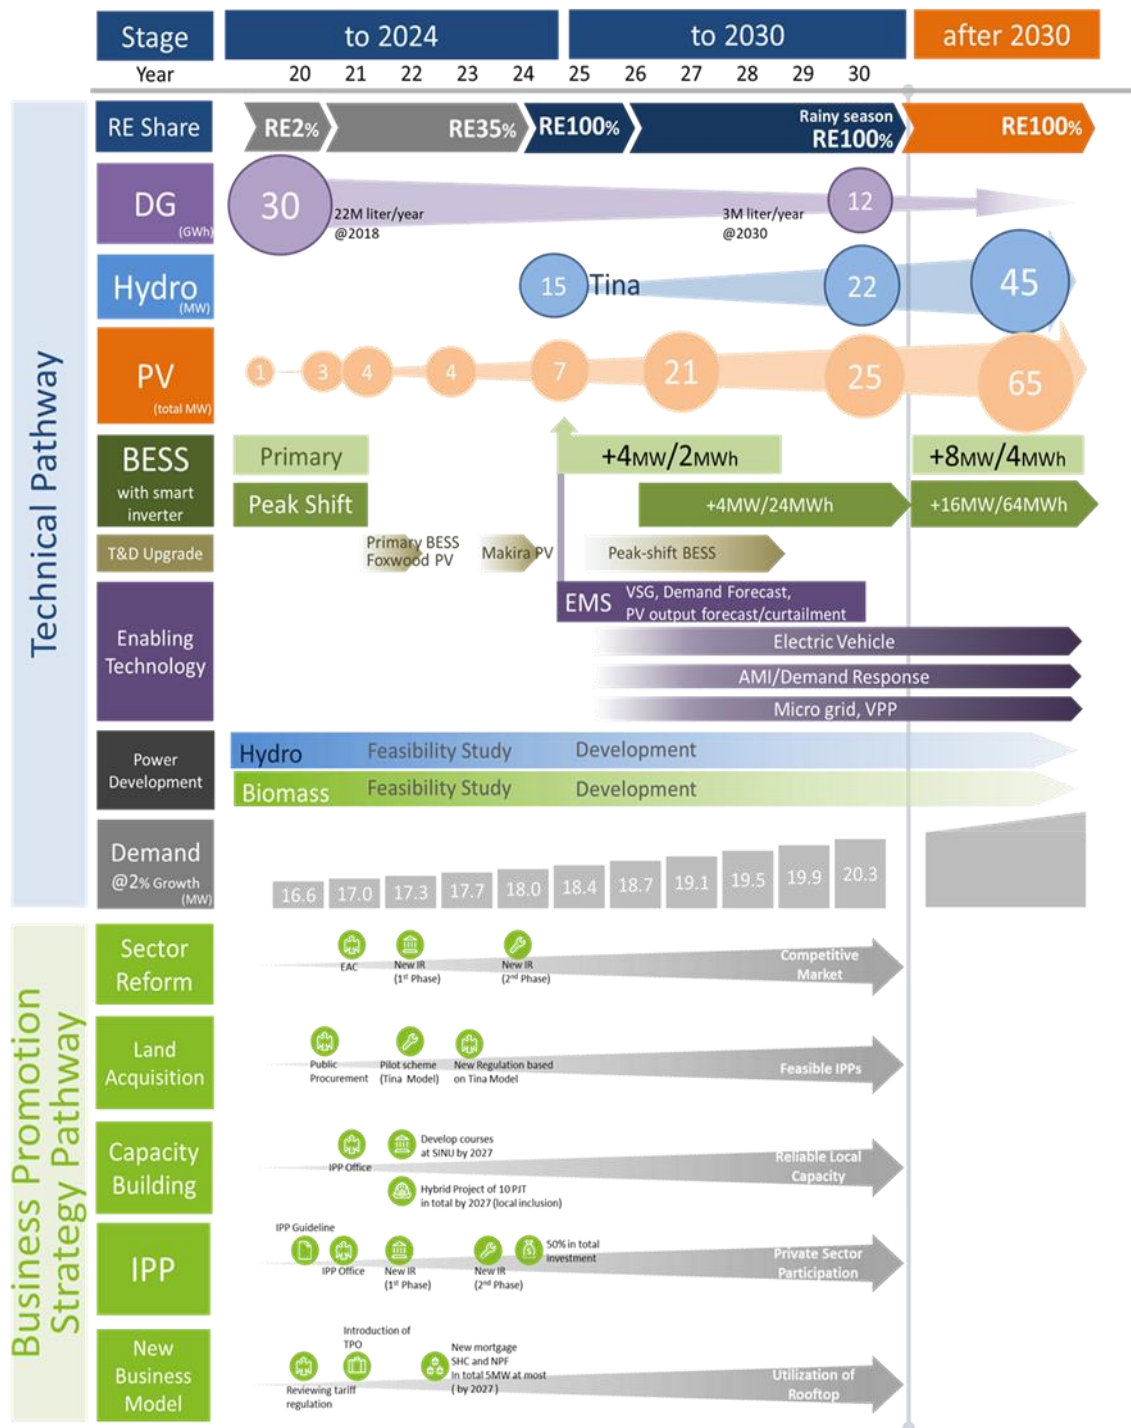 Stage
to 2024
to 2030
after 2030
Year
20
21
22
23
24
25
26
27
28
29
30
RE Share
RE2%
RE35%
RE100%
Rainy season
RE100%
RE100%
Technical Pathway
DG
(GWh)
30
22M liter/year
@2018
3M liter/year
@2030
12
Hydro
(MW)
15
Tina
22
45
PV
(total MW)
1
3
4
4
7
21
25
65
BESS
with smart
inverter
Primary
+4MW/2MWh
+8MW/4MWh
Peak Shift
+4MW/24MWh
+16MW/64MWh
T&D Upgrade
Primary BESS
Foxwood PV
Makira PV
Peak-shift BESS
Enabling
Technology
EMS
VSG, Demand Forecast,
PV output forecast/curtailment
Electric Vehicle
AMI/Demand Response
Micro grid, VPP
Power
Development
Hydro
Feasibility Study
Development
Biomass
Feasibility Study
Development
Demand
@2% Growth
(MW)
16.6
17.0
17.3
17.7
18.0
18.4
18.7
19.1
19.5
19.9
20.3
Business Promotion
Strategy Pathway
Sector
Reform
EAC
New IR
(1st Phase)
New IR
(2nd Phase)
Competitive
Market
Land
Acquisition
Public
Procurement
Pilot scheme
(Tina Model)
New Regulation based
on Tina Model
Feasible IPPs
Capacity
Building
IPP Office
Develop courses
at SINU by 2027
Hybrid Project of 10 PJT
in total by 2027 (local inclusion)
Reliable Local
Capacity
IPP
IPP Guideline
IPP Office
New IR
(1st Phase)
New IR
(2nd Phase)
50% in total
investment
Private Sector
Participation
New
Business
Model
Reviewing tariff
regulation
Introduction of
TPO
New mortgage
SHC and NPF
In total 5MW at most
( by 2027 )
Utilization of
Rooftop